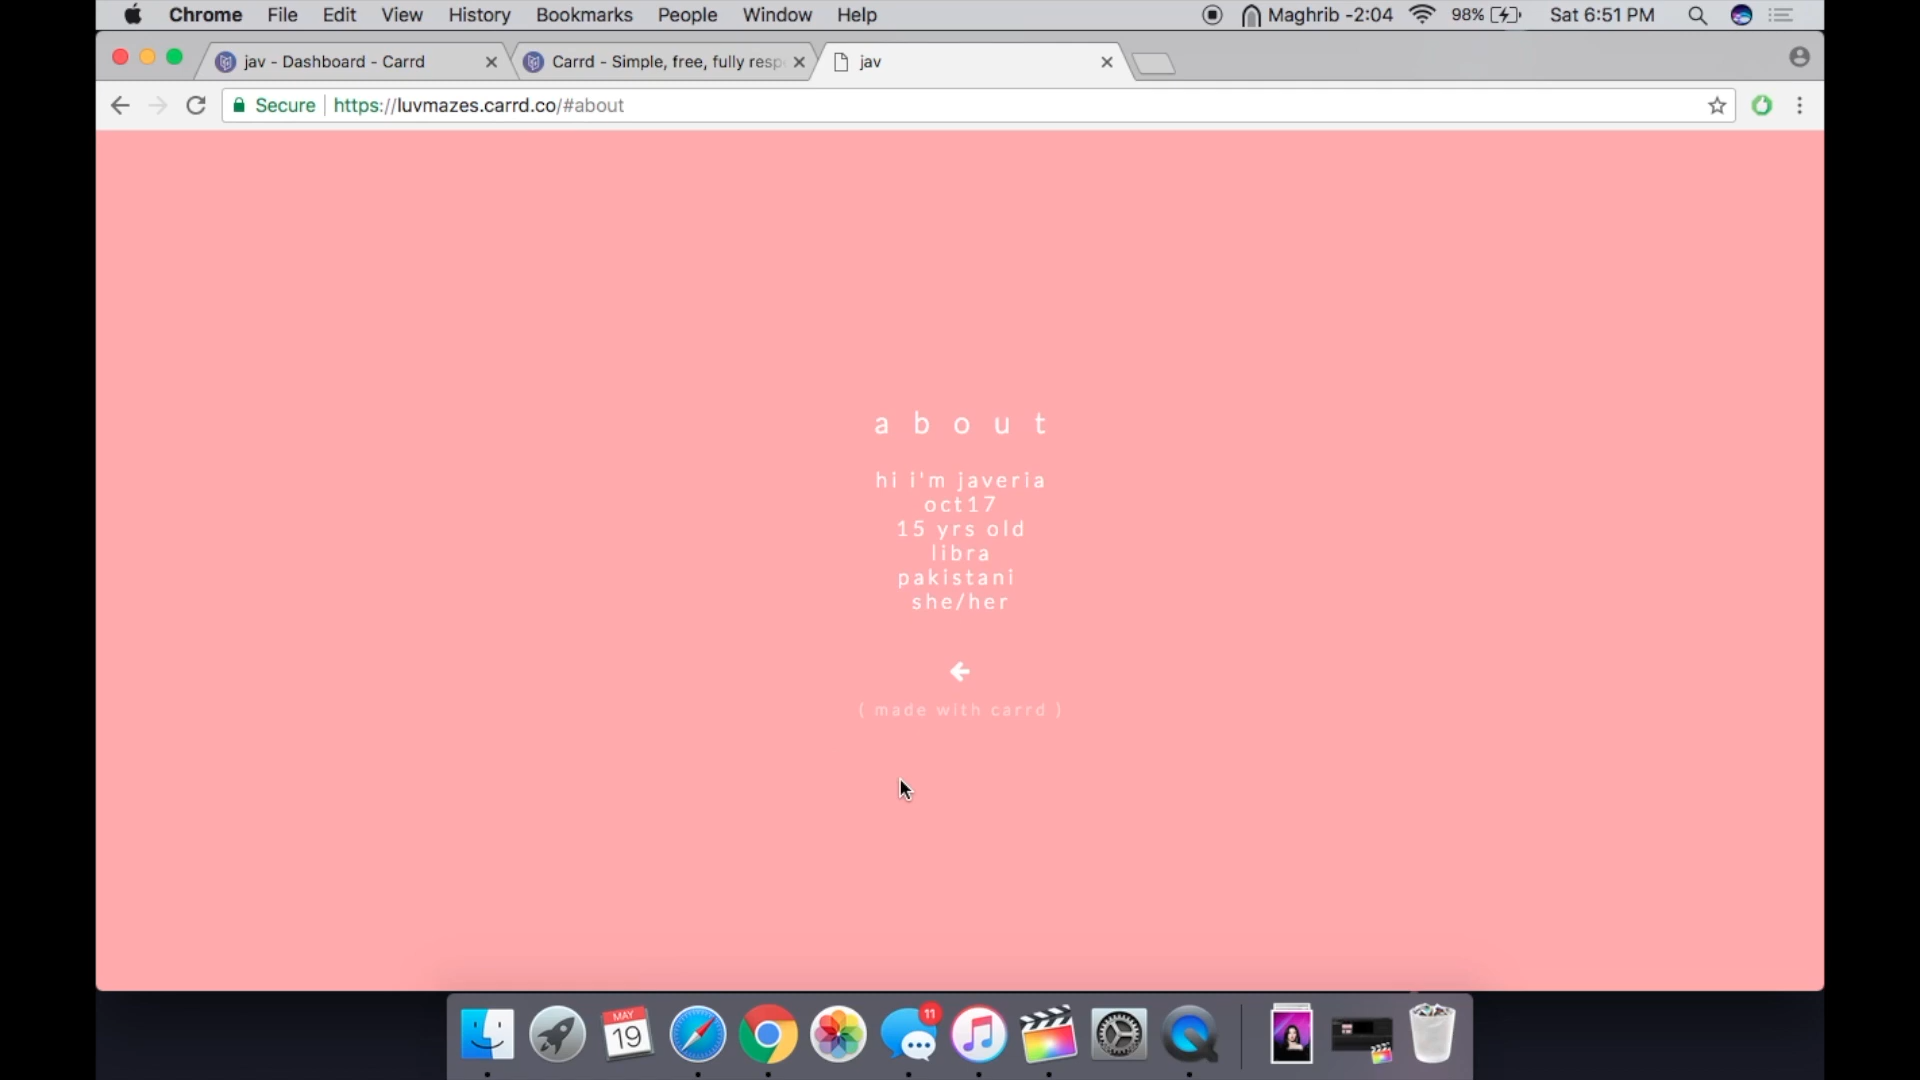 Chrome File Edit View History Bookmarks People Window Help Maghrib -2:04 98% Sat 6:51 PM
jav - Dashboard - Carrd Carrd - Simple, free, fully resp jav
Secure https://luvmazes.carrd.co/#about
a b o u t
hi i'm javeria
oct17
15 yrs old
libra
pakistani
she/her
( made with carrd )
11
MAY
19